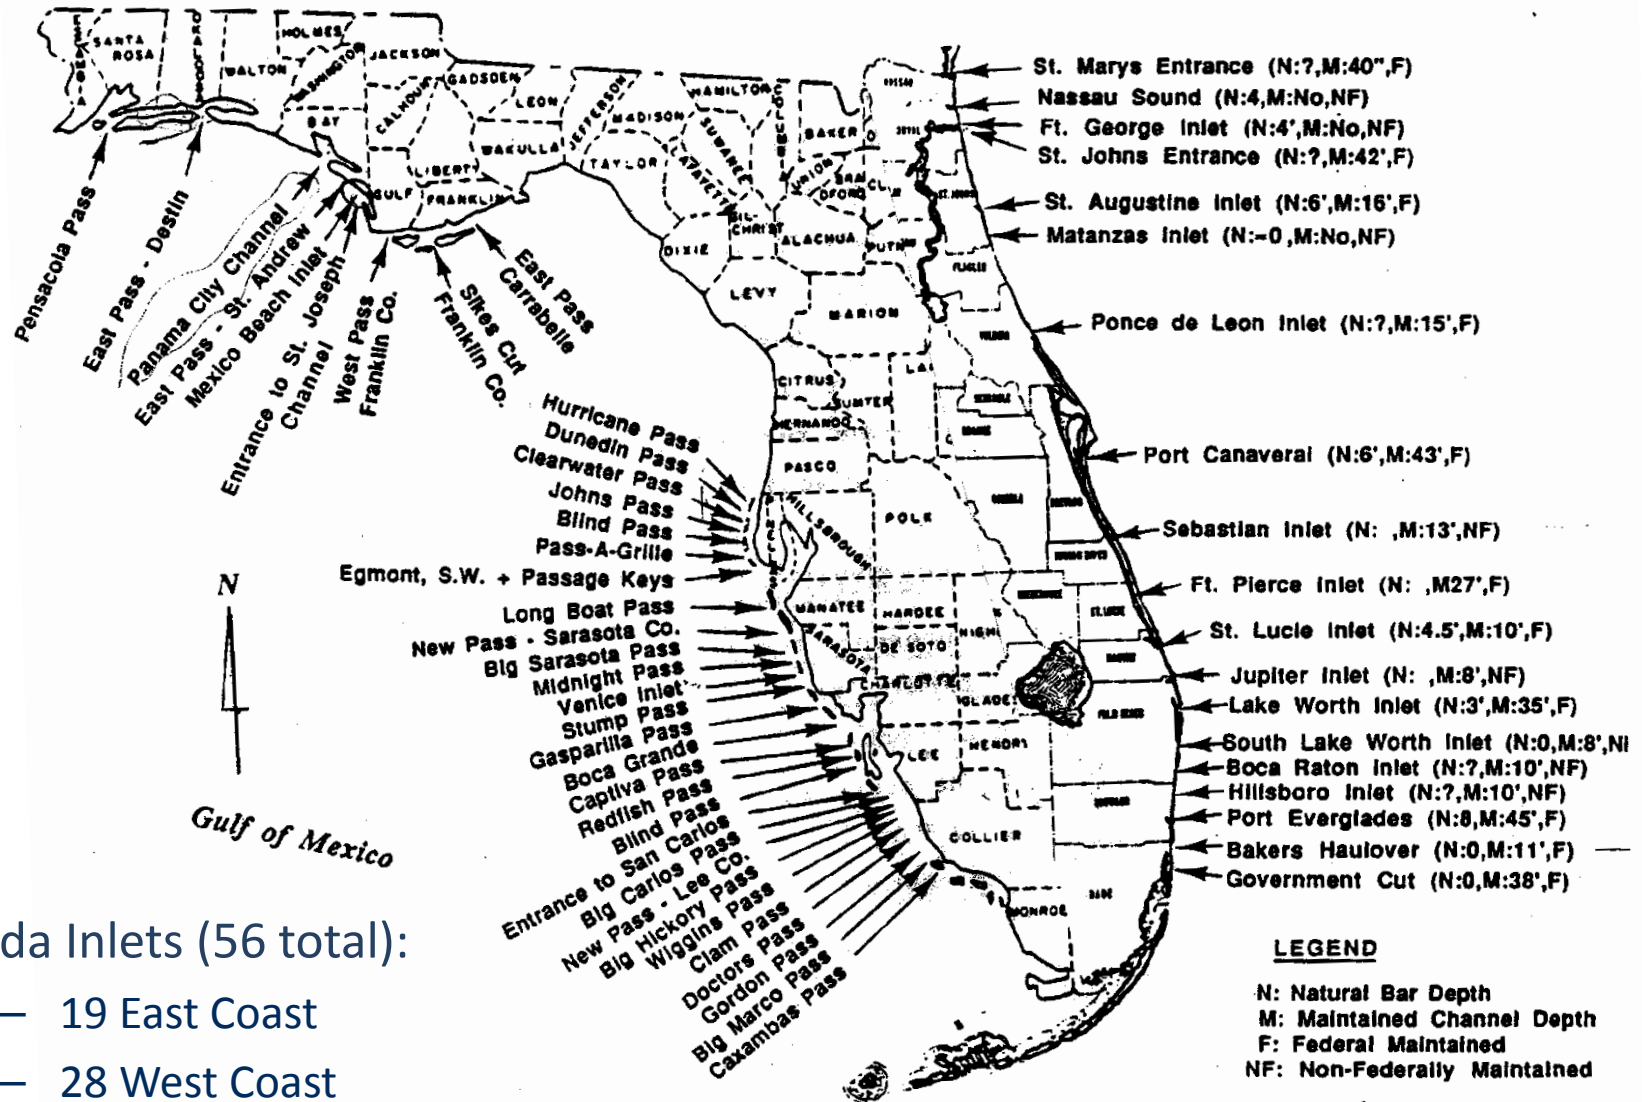 SANTA ROSA
WALTON
HOLMES
WASHINGTON
JACKSON
BAY
CALHOUN
GULF
GADSDEN
LIBERTY
FRANKLIN
LEON
WAKULLA
JEFFERSON
MADISON
TAYLOR
HAMILTON
SUWANEE
LAFAYETTE
DIXIE
BAKER
UNION
ALACHUA
LEVY
MARION
CITRUS
SUMTER
HERNANDO
PASCO
HILLSBOROUGH
POLK
MANATEE
HARDEE
SARASOTA
DE SOTO
HIGH
CHARLOTTE
GLADES
LEE
HENDRY
COLLIER
MONROE
DADE
St. Marys Entrance (N:?,M:40",F)
Nassau Sound (N:4,M:No,NF)
Ft. George Inlet (N:4',M:No,NF)
St. Johns Entrance (N:?,M:42',F)
St. Augustine Inlet (N:6',M:16',F)
Matanzas Inlet (N:-0,M:No,NF)
Ponce de Leon Inlet (N:?,M:15',F)
Port Canaveral (N:6',M:43',F)
Sebastian Inlet (N: ,M:13',NF)
Ft. Pierce Inlet (N: ,M27',F)
St. Lucie Inlet (N:4.5',M:10',F)
Jupiter Inlet (N: ,M:8',NF)
Lake Worth Inlet (N:3',M:35',F)
South Lake Worth Inlet (N:0,M:8',N
Boca Raton Inlet (N:?,M:10',NF)
Hillsboro Inlet (N:?,M:10',NF)
Port Everglades (N:8,M:45',F)
Bakers Haulover (N:0,M:11',F)
Government Cut (N:0,M:38',F)
Pensacola Pass
East Pass - Destin
Panama City Channel
East Pass - St. Andrew
Mexico Beach Inlet
Entrance to St. Joseph
Channel
West Pass
Franklin Co.
Sikes Cut
Franklin Co.
East Pass
Carrabelle
Hurricane Pass
Dunedin Pass
Clearwater Pass
Johns Pass
Blind Pass
Pass-A-Grille
Egmont, S.W. + Passage Keys
Long Boat Pass
New Pass - Sarasota Co.
Big Sarasota Pass
Midnight Pass
Venice Inlet
Stump Pass
Gasparilla Pass
Boca Grande
Captiva Pass
Redfish Pass
Blind Pass
Entrance to San Carlos
Big Carlos Pass
New Pass - Lee Co.
Big Hickory Pass
Wiggins Pass
Clam Pass
Doctors Pass
Gordon Pass
Big Marco Pass
Caxambas Pass
N
Gulf of Mexico
da Inlets (56 total):
– 19 East Coast
– 28 West Coast
LEGEND
N: Natural Bar Depth
M: Maintained Channel Depth
F: Federal Maintained
NF: Non-Federally Maintained